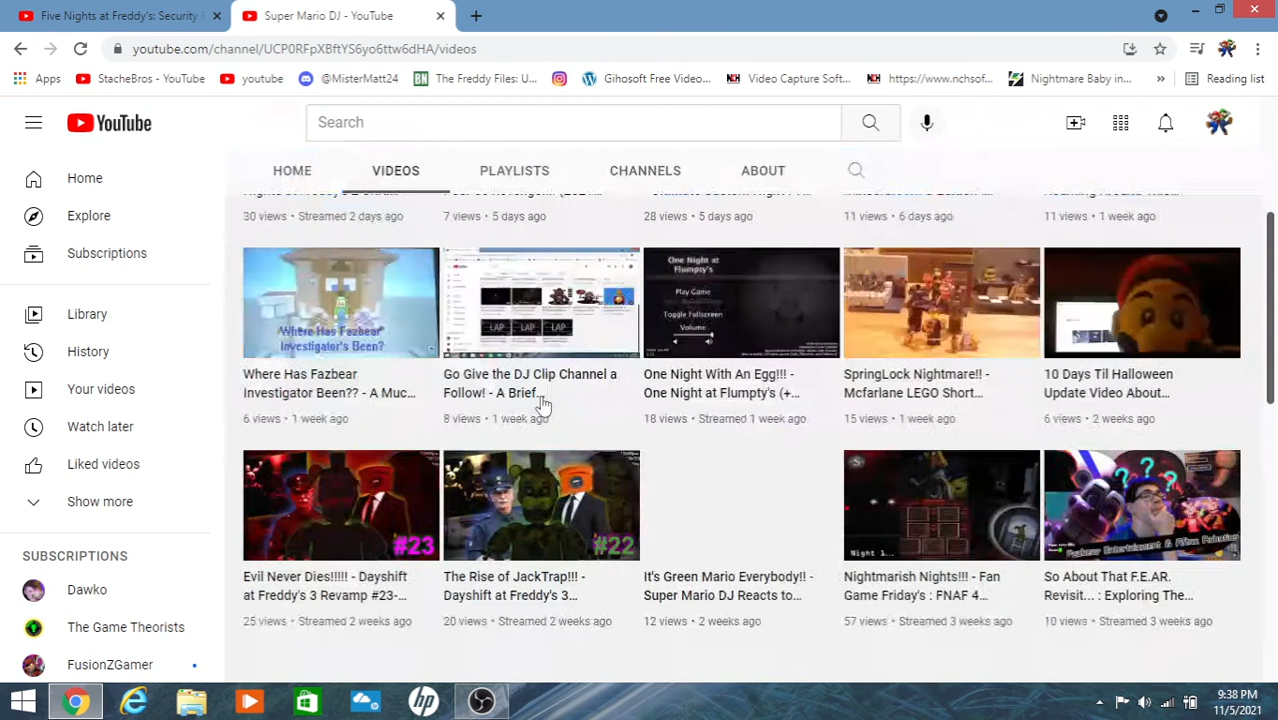 Five Nights at Freddy's: Security
Super Mario DJ - YouTube
youtube.com/channel/UCP0RFpXBftYS6yo6ttw6dHA/videos
Apps
StacheBros - YouTube
youtube
@MisterMatt24
The Freddy Files: U...
Gihosoft Free Video...
Video Capture Soft...
https://www.nchsof...
Nightmare Baby in...
»
Reading list
YouTube
Search
HOME
VIDEOS
PLAYLISTS
CHANNELS
ABOUT
Home
Explore
Subscriptions
Library
History
Your videos
Watch later
Liked videos
Show more
SUBSCRIPTIONS
Dawko
The Game Theorists
FusionZGamer
30 views • Streamed 2 days ago
7 views • 5 days ago
28 views • 5 days ago
11 views • 6 days ago
11 views • 1 week ago
Where Has Fazbear
Investigator's Been?
One Night at
Flumpty's
Play Game
Toggle Fullscreen
Volume
Where Has Fazbear
Investigator Been?? - A Muc...
6 views • 1 week ago
LAP
LAP
LAP
Go Give the DJ Clip Channel a
Follow! - A Brief...
8 views • 1 week ago
One Night With An Egg!!! -
One Night at Flumpty's (+...
18 views • Streamed 1 week ago
SpringLock Nightmare!! -
Mcfarlane LEGO Short...
15 views • 1 week ago
10 Days Til Halloween
Update Video About...
6 views • 2 weeks ago
#23
Evil Never Dies!!!!! - Dayshift
at Freddy's 3 Revamp #23-...
25 views • Streamed 2 weeks ago
#22
The Rise of JackTrap!!! -
Dayshift at Freddy's 3...
20 views • Streamed 2 weeks ago
It's Green Mario Everybody!! -
Super Mario DJ Reacts to...
12 views • 2 weeks ago
Night 1...
Nightmarish Nights!!! - Fan
Game Friday's : FNAF 4...
57 views • Streamed 3 weeks ago
So About That F.E.AR.
Revisit... : Exploring The...
10 views • Streamed 3 weeks ago
hp
9:38 PM
11/5/2021